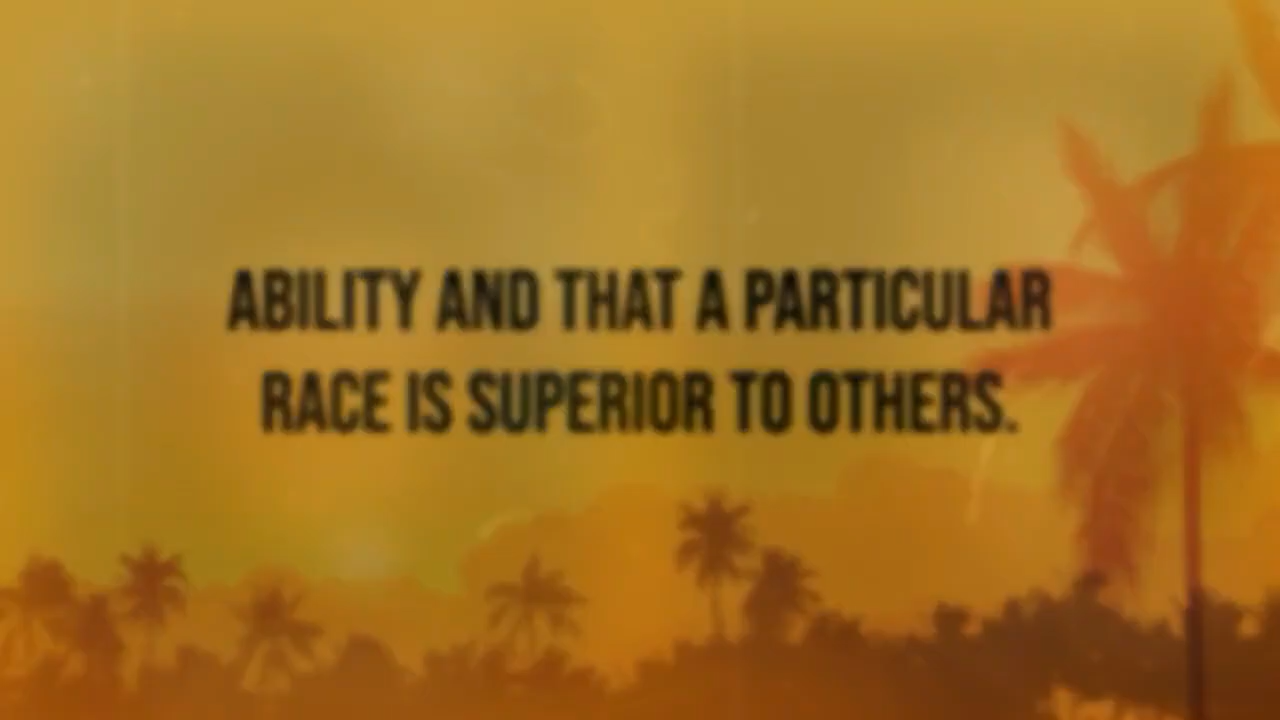 ABILITY AND THAT A PARTICULAR
RACE IS SUPERIOR TO OTHERS.